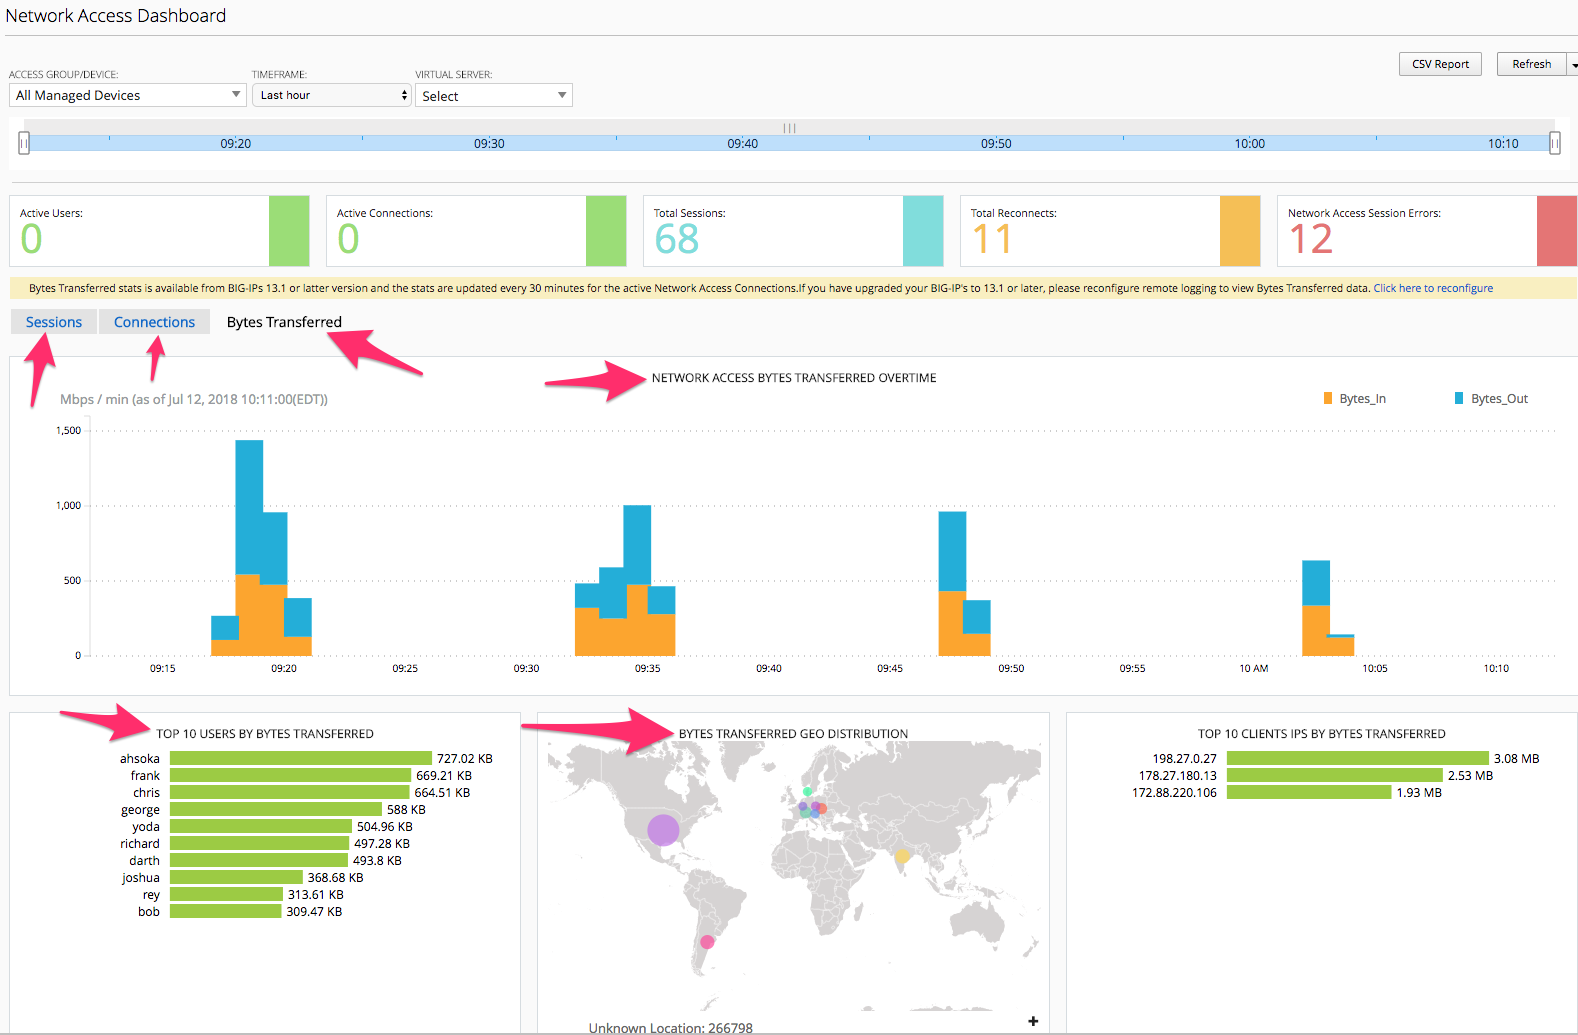 Network Access Dashboard
CSV Report
Refresh
ACCESS GROUP/DEVICE:
TIMEFRAME:
VIRTUAL SERVER:
All Managed Devices
Last hour
Select
09:20
09:30
09:40
09:50
10:00
10:10
Active Users:
0
Active Connections:
0
Total Sessions:
68
Total Reconnects:
11
Network Access Session Errors:
12
Bytes Transferred stats is available from BIG-IPs 13.1 or latter version and the stats are updated every 30 minutes for the active Network Access Connections.If you have upgraded your BIG-IP's to 13.1 or later, please reconfigure remote logging to view Bytes Transferred data. Click here to reconfigure
Sessions
Connections
Bytes Transferred
NETWORK ACCESS BYTES TRANSFERRED OVERTIME
Mbps / min (as of Jul 12, 2018 10:11:00(EDT))
Bytes_In
Bytes_Out
1,500
1,000
500
0
09:15
09:20
09:25
09:30
09:35
09:40
09:45
09:50
09:55
10 AM
10:05
10:10
TOP 10 USERS BY BYTES TRANSFERRED
ahsoka 727.02 KB
frank 669.21 KB
chris 664.51 KB
george 588 KB
yoda 504.96 KB
richard 497.28 KB
darth 493.8 KB
joshua 368.68 KB
rey 313.61 KB
bob 309.47 KB
BYTES TRANSFERRED GEO DISTRIBUTION
Unknown Location: 266798
+
TOP 10 CLIENTS IPS BY BYTES TRANSFERRED
198.27.0.27 3.08 MB
178.27.180.13 2.53 MB
172.88.220.106 1.93 MB